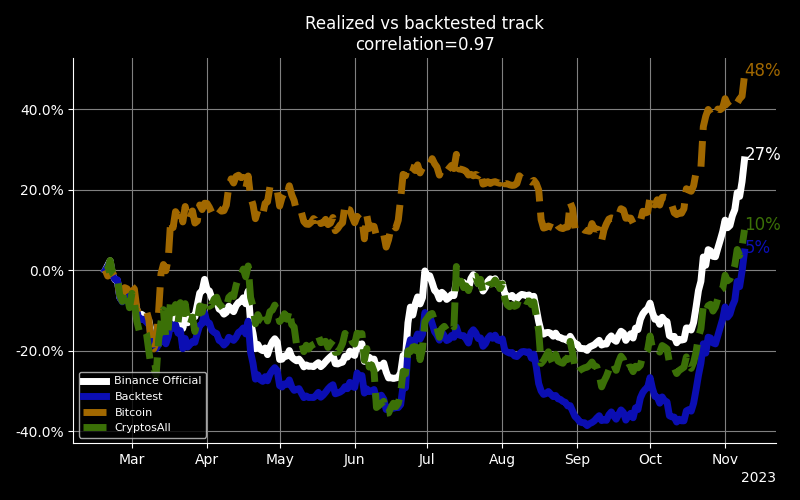 Realized vs backtested track
correlation=0.97
48%
40.0%
27%
20.0%
10%
5%
0.0%
-20.0%
-40.0%
Binance Official
Backtest
Bitcoin
CryptosAll
Mar Apr May Jun Jul Aug Sep Oct Nov
2023